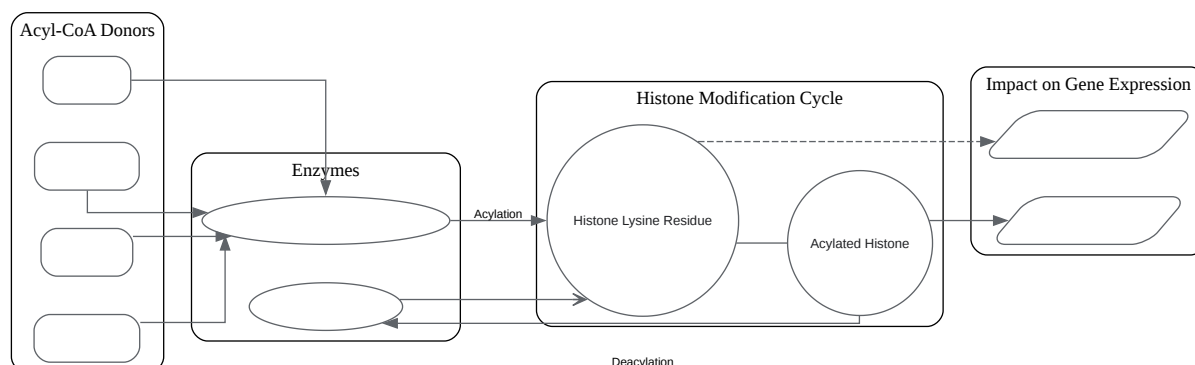 Acyl-CoA Donors
Enzymes
Acylation
Histone Modification Cycle
Histone Lysine Residue
Acylated Histone
Impact on Gene Expression
Deacylation